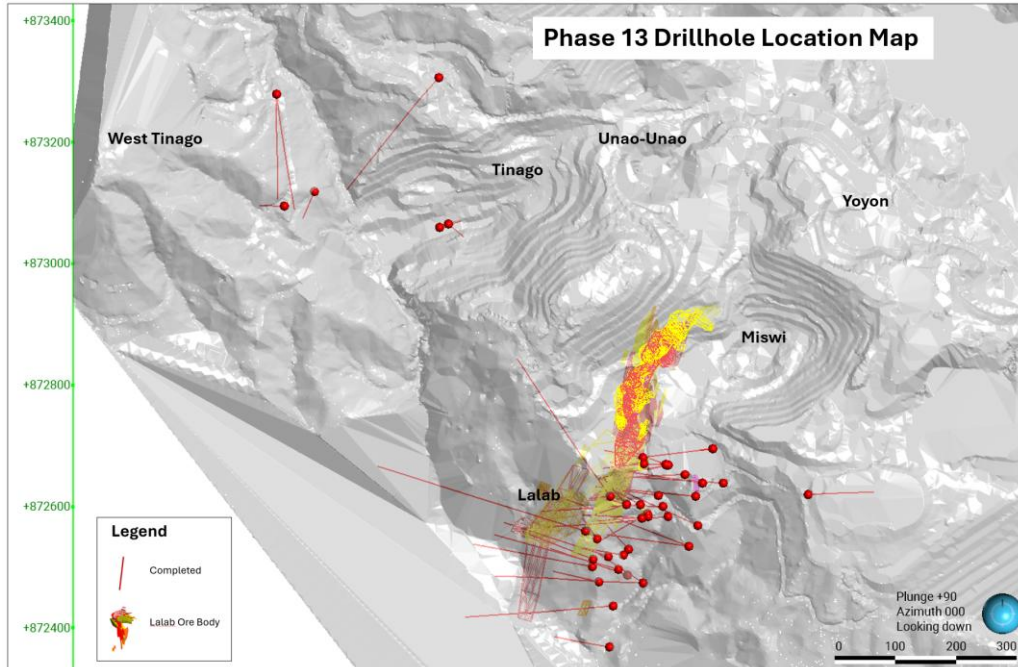 Phase 13 Drillhole Location Map
+873400
+873200
+873000
+872800
+872600
+872400
West Tinago
Tinago
Unao-Unao
Yoyon
Miswi
Lalab
Legend
Completed
Lalab Ore Body
Plunge +90
Azimuth 000
Looking down
0 100 200 300